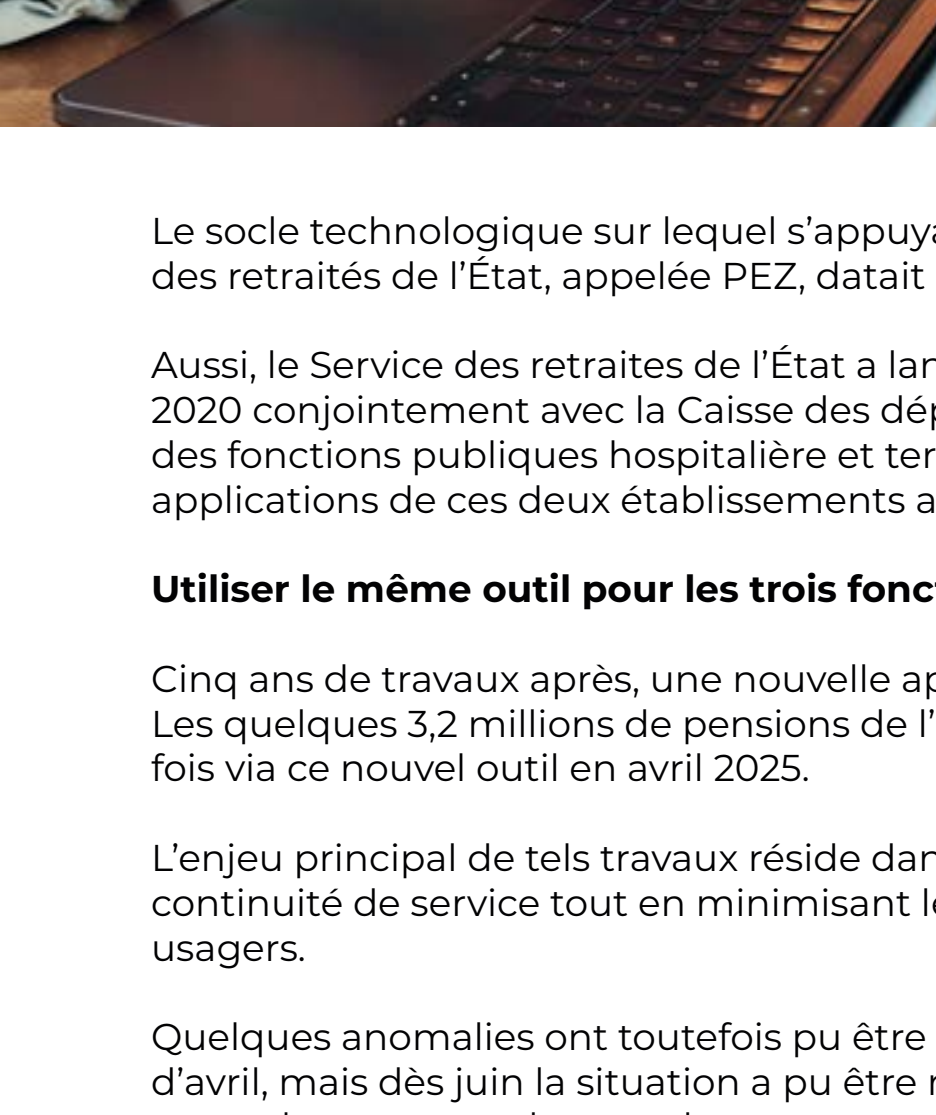 Le socle technologique sur lequel s’appuya
des retraités de l’État, appelée PEZ, datait
Aussi, le Service des retraites de l’État a lan
2020 conjointement avec la Caisse des dép
des fonctions publiques hospitalière et ter
applications de ces deux établissements a
Utiliser le même outil pour les trois fonc
Cinq ans de travaux après, une nouvelle ap
Les quelques 3,2 millions de pensions de l’
fois via ce nouvel outil en avril 2025.
L’enjeu principal de tels travaux réside dan
continuité de service tout en minimisant le
usagers.
Quelques anomalies ont toutefois pu être
d’avril, mais dès juin la situation a pu être